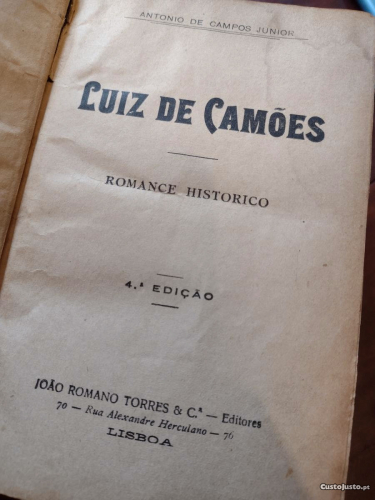 ANTONIO DE CAMPOS JUNIOR
LUIZ DE CAMÕES
ROMANCE HISTORICO
4.ª EDIÇÃO
JOÃO ROMANO TORRES & C.ª — Editores
70 — Rua Alexandre Herculano — 76
LISBOA
CustoJusto.pt